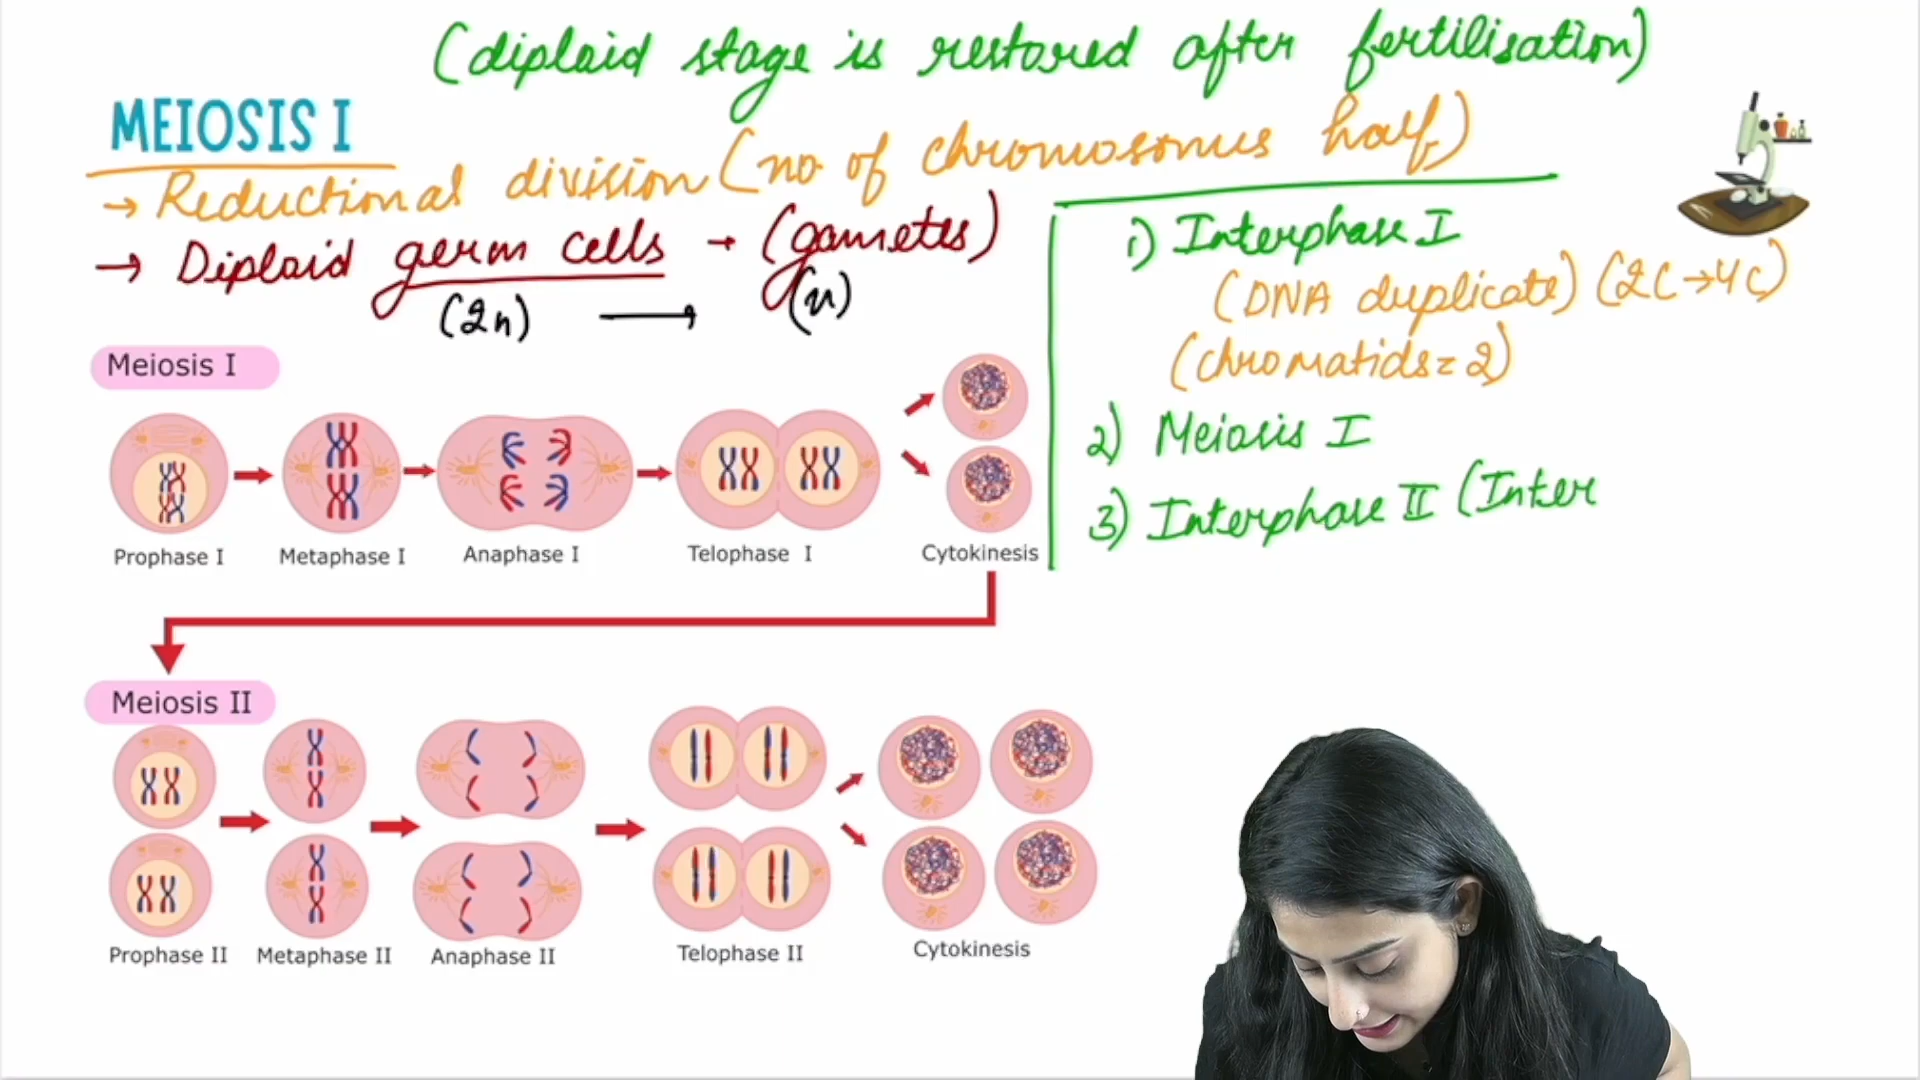 (diploid stage is restored after fertilisation)
MEIOSIS I
→ Reductional division (no. of chromosomes half)
→ Diploid germ cells → (gametes)
(2n) → (n)
1) Interphase I
(DNA duplicate) (2C→4C)
(chromatids = 2)
2) Meiosis I
3) Interphase II (Inter
Meiosis I
Prophase I
Metaphase I
Anaphase I
Telophase I
Cytokinesis
Meiosis II
Prophase II
Metaphase II
Anaphase II
Telophase II
Cytokinesis